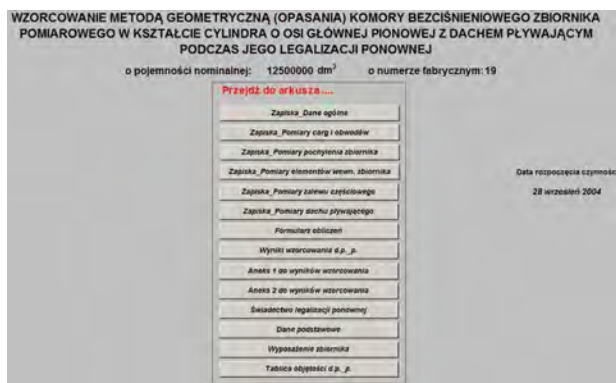 WZORCOWANIE METODĄ GEOMETRYCZNĄ (OPASANIA) KOMORY BEZCIŚNIENIOWEGO ZBIORNIKA
POMIAROWEGO W KSZTAŁCIE CYLINDRA O OSI GŁÓWNEJ PIONOWEJ Z DACHEM PŁYWAJĄCYM
PODCZAS JEGO LEGALIZACJI PONOWNEJ
o pojemności nominalnej: 12500000 dm³ o numerze fabrycznym: 19
Przejdź do arkusza ....
Zapiska_Dane ogólne
Zapiska_Pomiary carg i obwodów
Zapiska_Pomiary pochylenia zbiornika
Zapiska_Pomiary elementów wewn. zbiornika
Data rozpoczęcia czynnośc
Zapiska_Pomiary zalewu częściowego
28 wrzesień 2004
Zapiska_Pomiary dachu pływającego
Formularz obliczeń
Wyniki wzorcowania d.p._p.
Aneks 1 do wyników wzorcowania
Aneks 2 do wyników wzorcowania
Świadectwo legalizacji ponownej
Dane podstawowe
Wyposażenie zbiornika
Tablica objętości d.p._p.